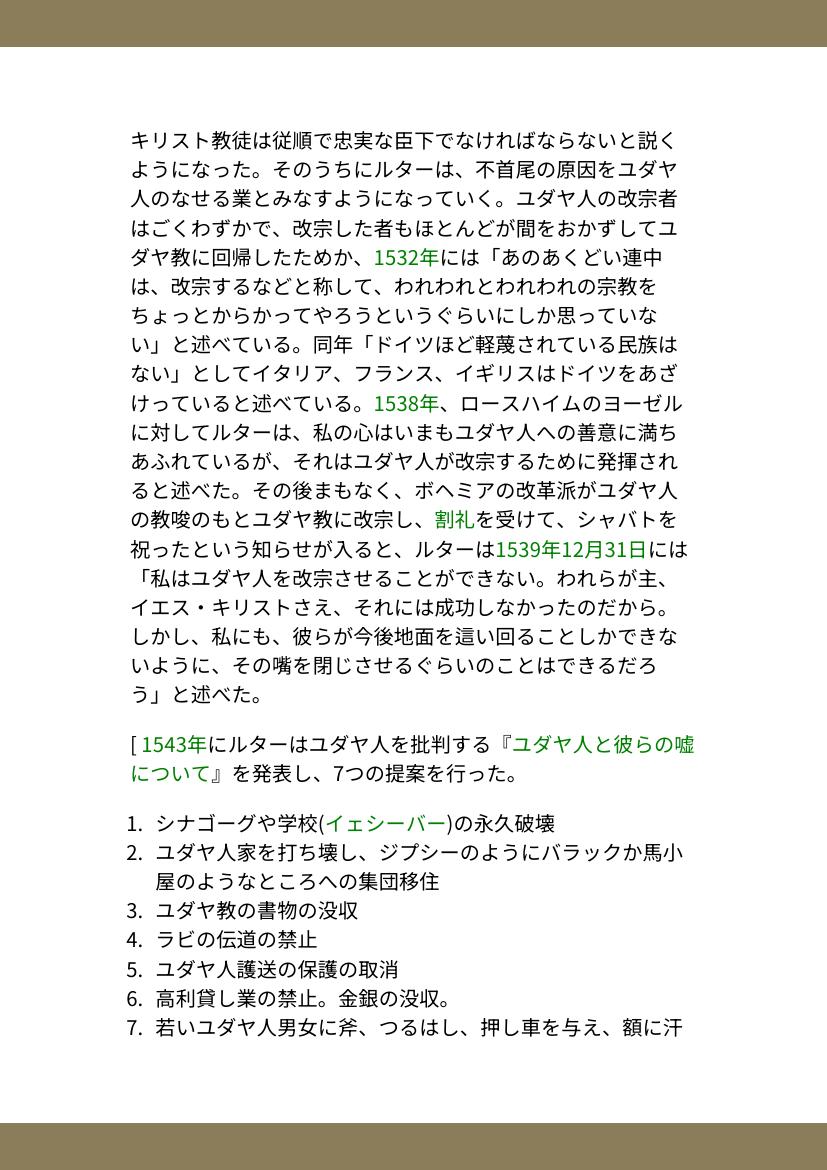 キリスト教徒は従順で忠実な臣下でなければならないと説く
ようになった。そのうちにルターは、不首尾の原因をユダヤ
人のなせる業とみなすようになっていく。ユダヤ人の改宗者
はごくわずかで、改宗した者もほとんどが間をおかずしてユ
ダヤ教に回帰したためか、1532年には「あのあくどい連中
は、改宗するなどと称して、われわれとわれわれの宗教を
ちょっとからかってやろうというぐらいにしか思っていな
い」と述べている。同年「ドイツほど軽蔑されている民族は
ない」としてイタリア、フランス、イギリスはドイツをあざ
けっていると述べている。1538年、ロースハイムのヨーゼル
に対してルターは、私の心はいまもユダヤ人への善意に満ち
あふれているが、それはユダヤ人が改宗するために発揮され
ると述べた。その後まもなく、ボヘミアの改革派がユダヤ人
の教唆のもとユダヤ教に改宗し、割礼を受けて、シャバトを
祝ったという知らせが入ると、ルターは1539年12月31日には
「私はユダヤ人を改宗させることができない。われらが主、
イエス・キリストさえ、それには成功しなかったのだから。
しかし、私にも、彼らが今後地面を這い回ることしかできな
いように、その嘴を閉じさせるぐらいのことはできるだろ
う」と述べた。
[ 1543年にルターはユダヤ人を批判する『ユダヤ人と彼らの嘘
について』を発表し、7つの提案を行った。
1. シナゴーグや学校(イェシーバー)の永久破壊
2. ユダヤ人家を打ち壊し、ジプシーのようにバラックか馬小
屋のようなところへの集団移住
3. ユダヤ教の書物の没収
4. ラビの伝道の禁止
5. ユダヤ人護送の保護の取消
6. 高利貸し業の禁止。金銀の没収。
7. 若いユダヤ人男女に斧、つるはし、押し車を与え、額に汗